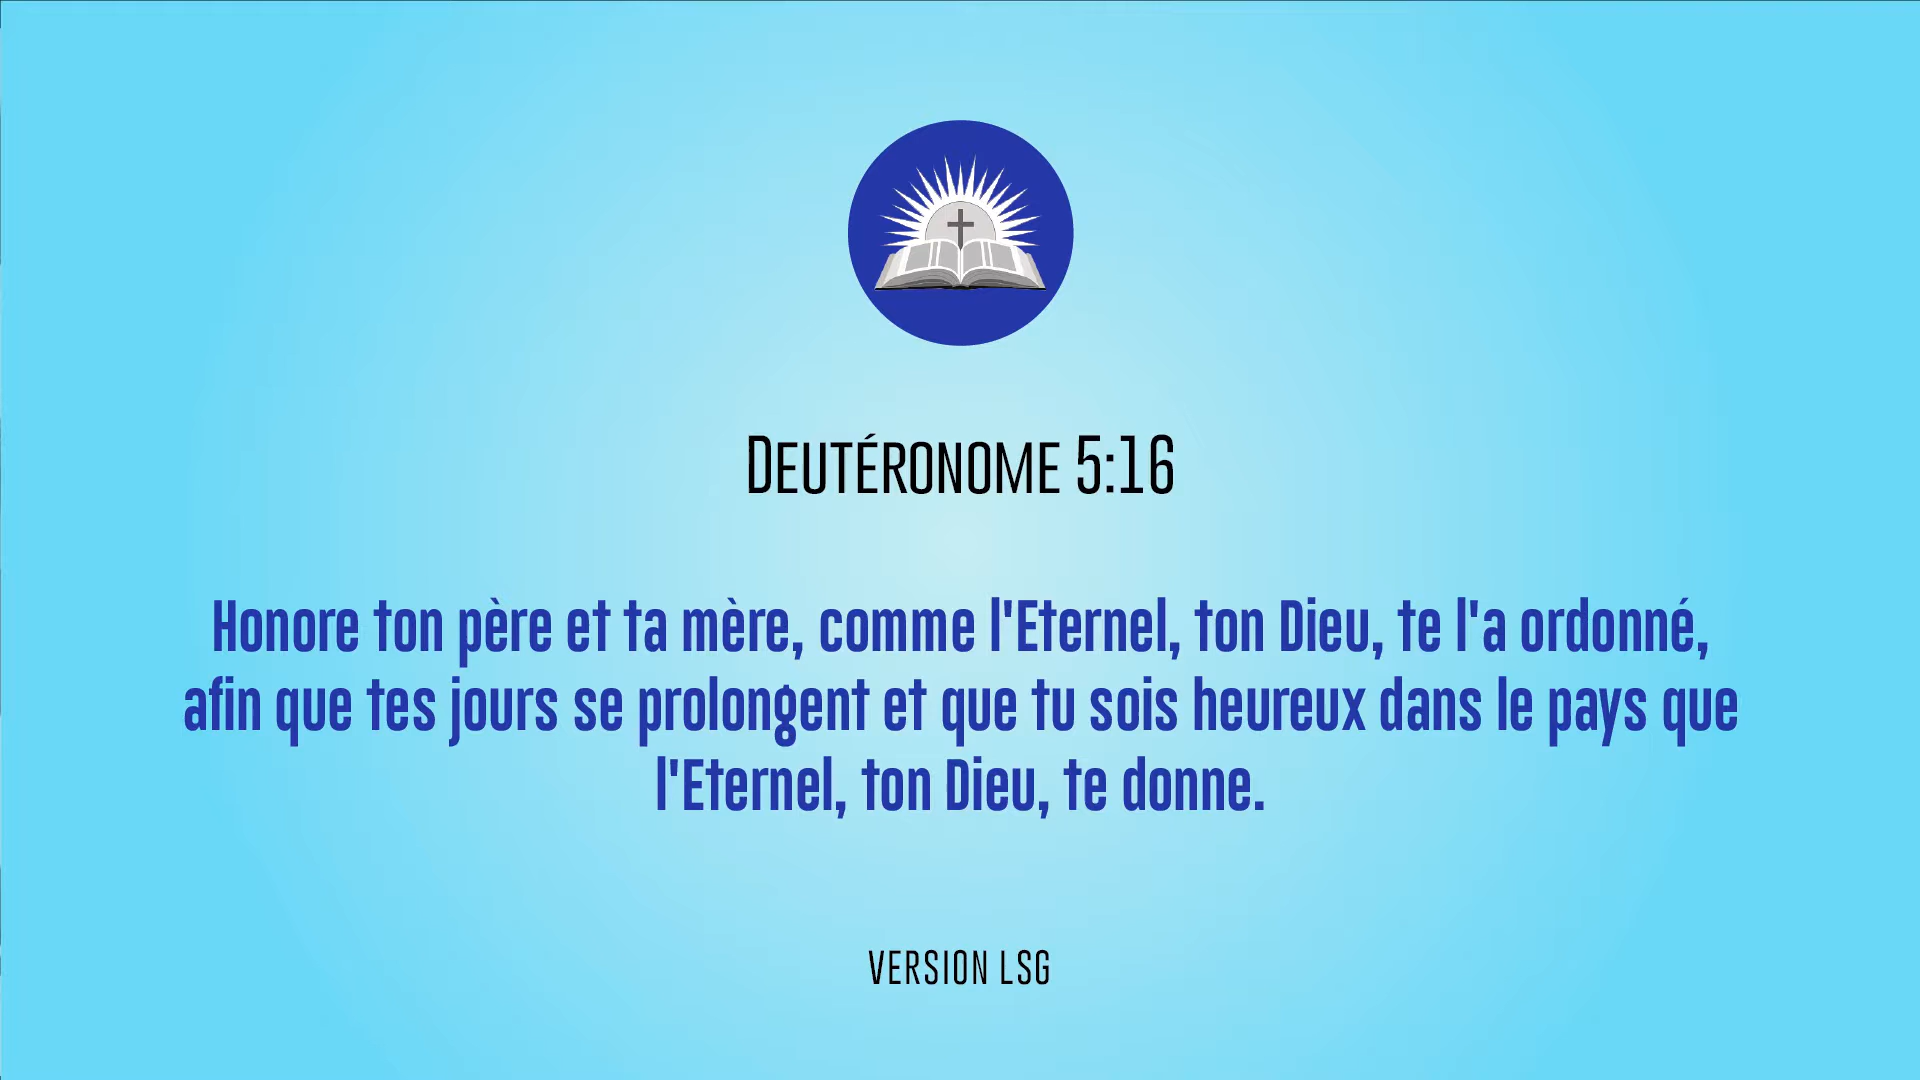 Deutéronome 5:16
Honore ton père et ta mère, comme l'Eternel, ton Dieu, te l'a ordonné,
afin que tes jours se prolongent et que tu sois heureux dans le pays que
l'Eternel, ton Dieu, te donne.
VERSION LSG